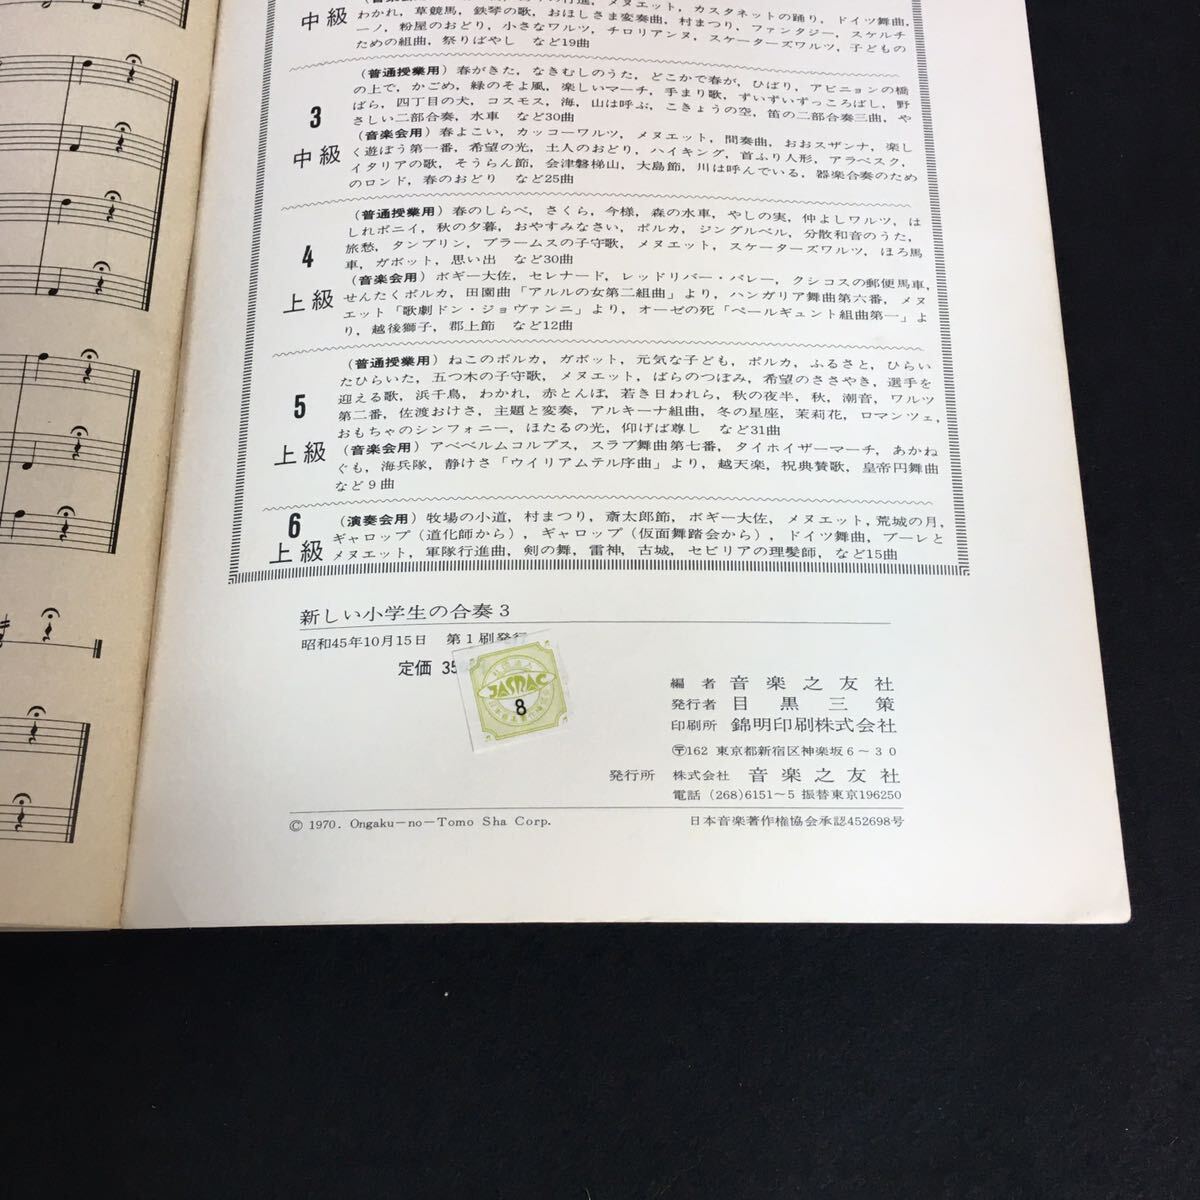 中級
わかれ，草競馬，鉄琴の歌，おほしさま変奏曲，村まつり，ファンタジー，スケルチ
ーノ，粉屋のおどり，小さなワルツ，チロリアンヌ，スケーターズワルツ，子どもの
ための組曲，祭りばやし　など19曲
3
中級
（普通授業用）春がきた，なきむしのうた，どこかで春が，ひばり，アビニョンの橋
の上で，かごめ，緑のそよ風，楽しいマーチ，手まり歌，ずいずいずっころばし，野
ばら，四丁目の犬，コスモス，海，山は呼ぶ，こきょうの空，笛の二部合奏三曲，や
さしい二部合奏，水車　など30曲
（音楽会用）春よこい，カッコーワルツ，メヌエット，間奏曲，おおスザンナ，楽し
く遊ぼう第一番，希望の光，土人のおどり，ハイキング，首ふり人形，アラベスク，
イタリアの歌，そうらん節，会津磐梯山，大島節，川は呼んでいる，器楽合奏のため
のロンド，春のおどり　など25曲
4
上級
（普通授業用）春のしらべ，さくら，今様，森の水車，やしの実，仲よしワルツ，は
しれポニイ，秋の夕暮，おやすみなさい，ポルカ，ジングルベル，分散和音のうた，
旅愁，タンブリン，ブラームスの子守歌，メヌエット，スケーターズワルツ，ほろ馬
車，ガボット，思い出　など30曲
（音楽会用）ボギー大佐，セレナード，レッドリバー・バレー，クシコスの郵便馬車，
せんたくポルカ，田園曲「アルルの女第二組曲」より，ハンガリア舞曲第六番，メヌ
エット「歌劇ドン・ジョヴァンニ」より，オーゼの死「ペールギュント組曲第一」よ
り，越後獅子，郡上節　など12曲
5
上級
（普通授業用）ねこのポルカ，ガボット，元気な子ども，ポルカ，ふるさと，ひらい
たひらいた，五つ木の子守歌，メヌエット，ばらのつぼみ，希望のささやき，選手を
迎える歌，浜千鳥，わかれ，赤とんぼ，若き日われら，秋の夜半，秋，潮音，ワルツ
第二番，佐渡おけさ，主題と変奏，アルキーナ組曲，冬の星座，茉莉花，ロマンツェ，
おもちゃのシンフォニー，ほたるの光，仰げば尊し　など31曲
（音楽会用）アベベルムコルプス，スラブ舞曲第七番，タイホイザーマーチ，あかね
ぐも，海兵隊，静けさ「ウイリアムテル序曲」より，越天楽，祝典賛歌，皇帝円舞曲
など9曲
6
上級
（演奏会用）牧場の小道，村まつり，斎太郎節，ボギー大佐，メヌエット，荒城の月，
ギャロップ（道化師から），ギャロップ（仮面舞踏会から），ドイツ舞曲，ブーレと
メヌエット，軍隊行進曲，剣の舞，雷神，古城，セビリアの理髪師，など15曲
新しい小学生の合奏3
昭和45年10月15日　第1刷発行
定価 35
JASRAC
8
編者　音楽之友社
発行者　目黒三策
印刷所　錦明印刷株式会社
〒162 東京都新宿区神楽坂6～30
発行所　株式会社　音楽之友社
電話 (268)6151～5 振替東京196250
© 1970. Ongaku-no-Tomo Sha Corp.
日本音楽著作権協会承認452698号